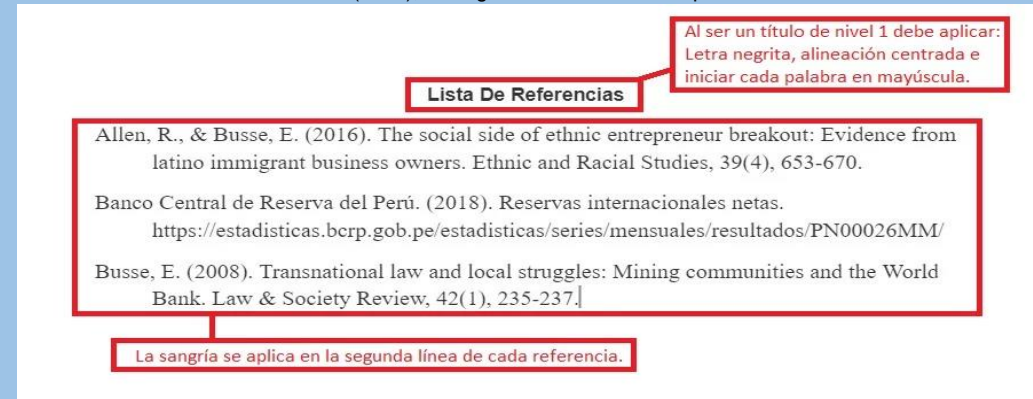 Al ser un título de nivel 1 debe aplicar:
Letra negrita, alineación centrada e
iniciar cada palabra en mayúscula.
Lista De Referencias
Allen, R., & Busse, E. (2016). The social side of ethnic entrepreneur breakout: Evidence from
latino immigrant business owners. Ethnic and Racial Studies, 39(4), 653-670.
Banco Central de Reserva del Perú. (2018). Reservas internacionales netas.
https://estadisticas.bcrp.gob.pe/estadisticas/series/mensuales/resultados/PN00026MM/
Busse, E. (2008). Transnational law and local struggles: Mining communities and the World
Bank. Law & Society Review, 42(1), 235-237.
La sangría se aplica en la segunda línea de cada referencia.